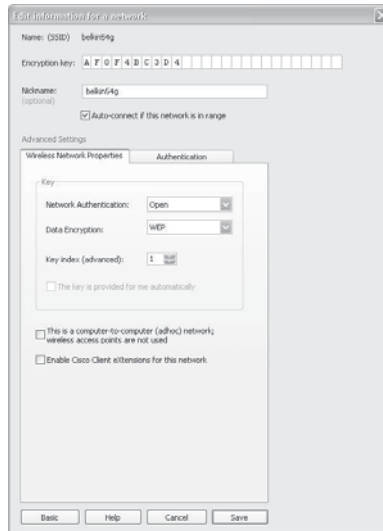 Edit information for a network
Name: (SSID) belkin54g
Encryption key: A F 0 F 4 B C 3 D 4
Nickname: belkin54g
(optional)
Auto-connect if this network is in range
Advanced Settings
Wireless Network Properties Authentication
Key
Network Authentication: Open
Data Encryption: WEP
Key index (advanced): 1
The key is provided for me automatically
This is a computer-to-computer (adhoc) network;
wireless access points are not used
Enable Cisco Client eXtensions for this network
Basic Help Cancel Save